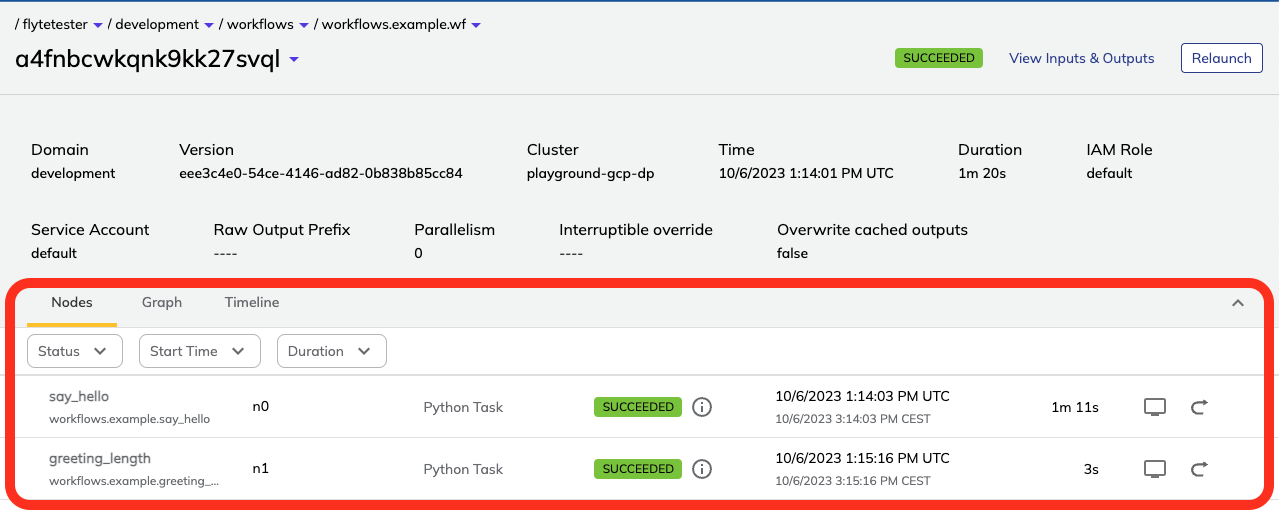 / flytetester / development / workflows / workflows.example.wf
a4fnbcwkqnk9kk27svql
SUCCEEDED View Inputs & Outputs Relaunch
Domain Version Cluster Time Duration IAM Role
development eee3c4e0-54ce-4146-ad82-0b838b85cc84 playground-gcp-dp 10/6/2023 1:14:01 PM UTC 1m 20s default
Service Account Raw Output Prefix Parallelism Interruptible override Overwrite cached outputs
default ---- 0 ---- false
Nodes Graph Timeline
Status Start Time Duration
say_hello n0 Python Task SUCCEEDED 10/6/2023 1:14:03 PM UTC 1m 11s
workflows.example.say_hello 10/6/2023 3:14:03 PM CEST
greeting_length n1 Python Task SUCCEEDED 10/6/2023 1:15:16 PM UTC 3s
workflows.example.greeting_... 10/6/2023 3:15:16 PM CEST